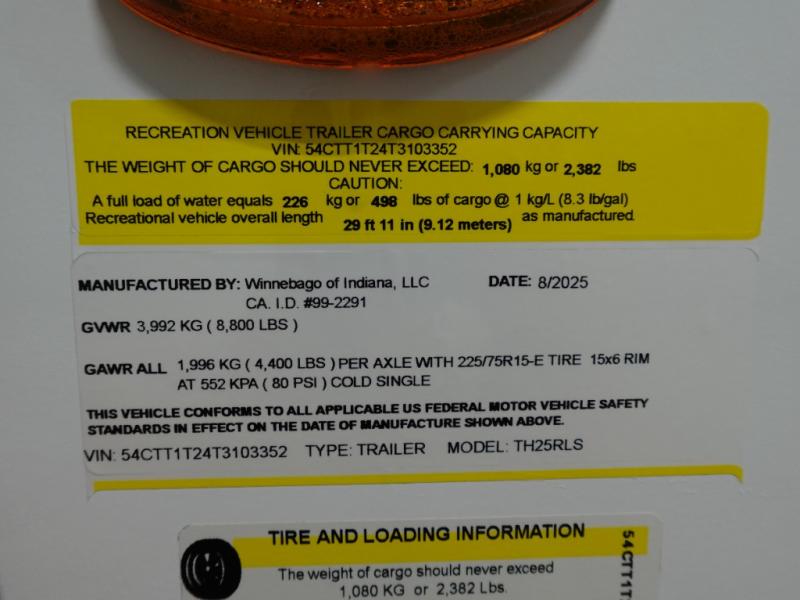 RECREATION VEHICLE TRAILER CARGO CARRYING CAPACITY
VIN: 54CTT1T24T3103352
THE WEIGHT OF CARGO SHOULD NEVER EXCEED: 1,080 kg or 2,382 lbs
CAUTION:
A full load of water equals 226 kg or 498 lbs of cargo @ 1 kg/L (8.3 lb/gal)
Recreational vehicle overall length 29 ft 11 in (9.12 meters) as manufactured.
MANUFACTURED BY: Winnebago of Indiana, LLC DATE: 8/2025
CA. I.D. #99-2291
GVWR 3,992 KG ( 8,800 LBS )
GAWR ALL 1,996 KG ( 4,400 LBS ) PER AXLE WITH 225/75R15-E TIRE 15x6 RIM
AT 552 KPA ( 80 PSI ) COLD SINGLE
THIS VEHICLE CONFORMS TO ALL APPLICABLE US FEDERAL MOTOR VEHICLE SAFETY
STANDARDS IN EFFECT ON THE DATE OF MANUFACTURE SHOWN ABOVE.
VIN: 54CTT1T24T3103352 TYPE: TRAILER MODEL: TH25RLS
TIRE AND LOADING INFORMATION
The weight of cargo should never exceed
1,080 KG or 2,382 Lbs.
54CTT1T